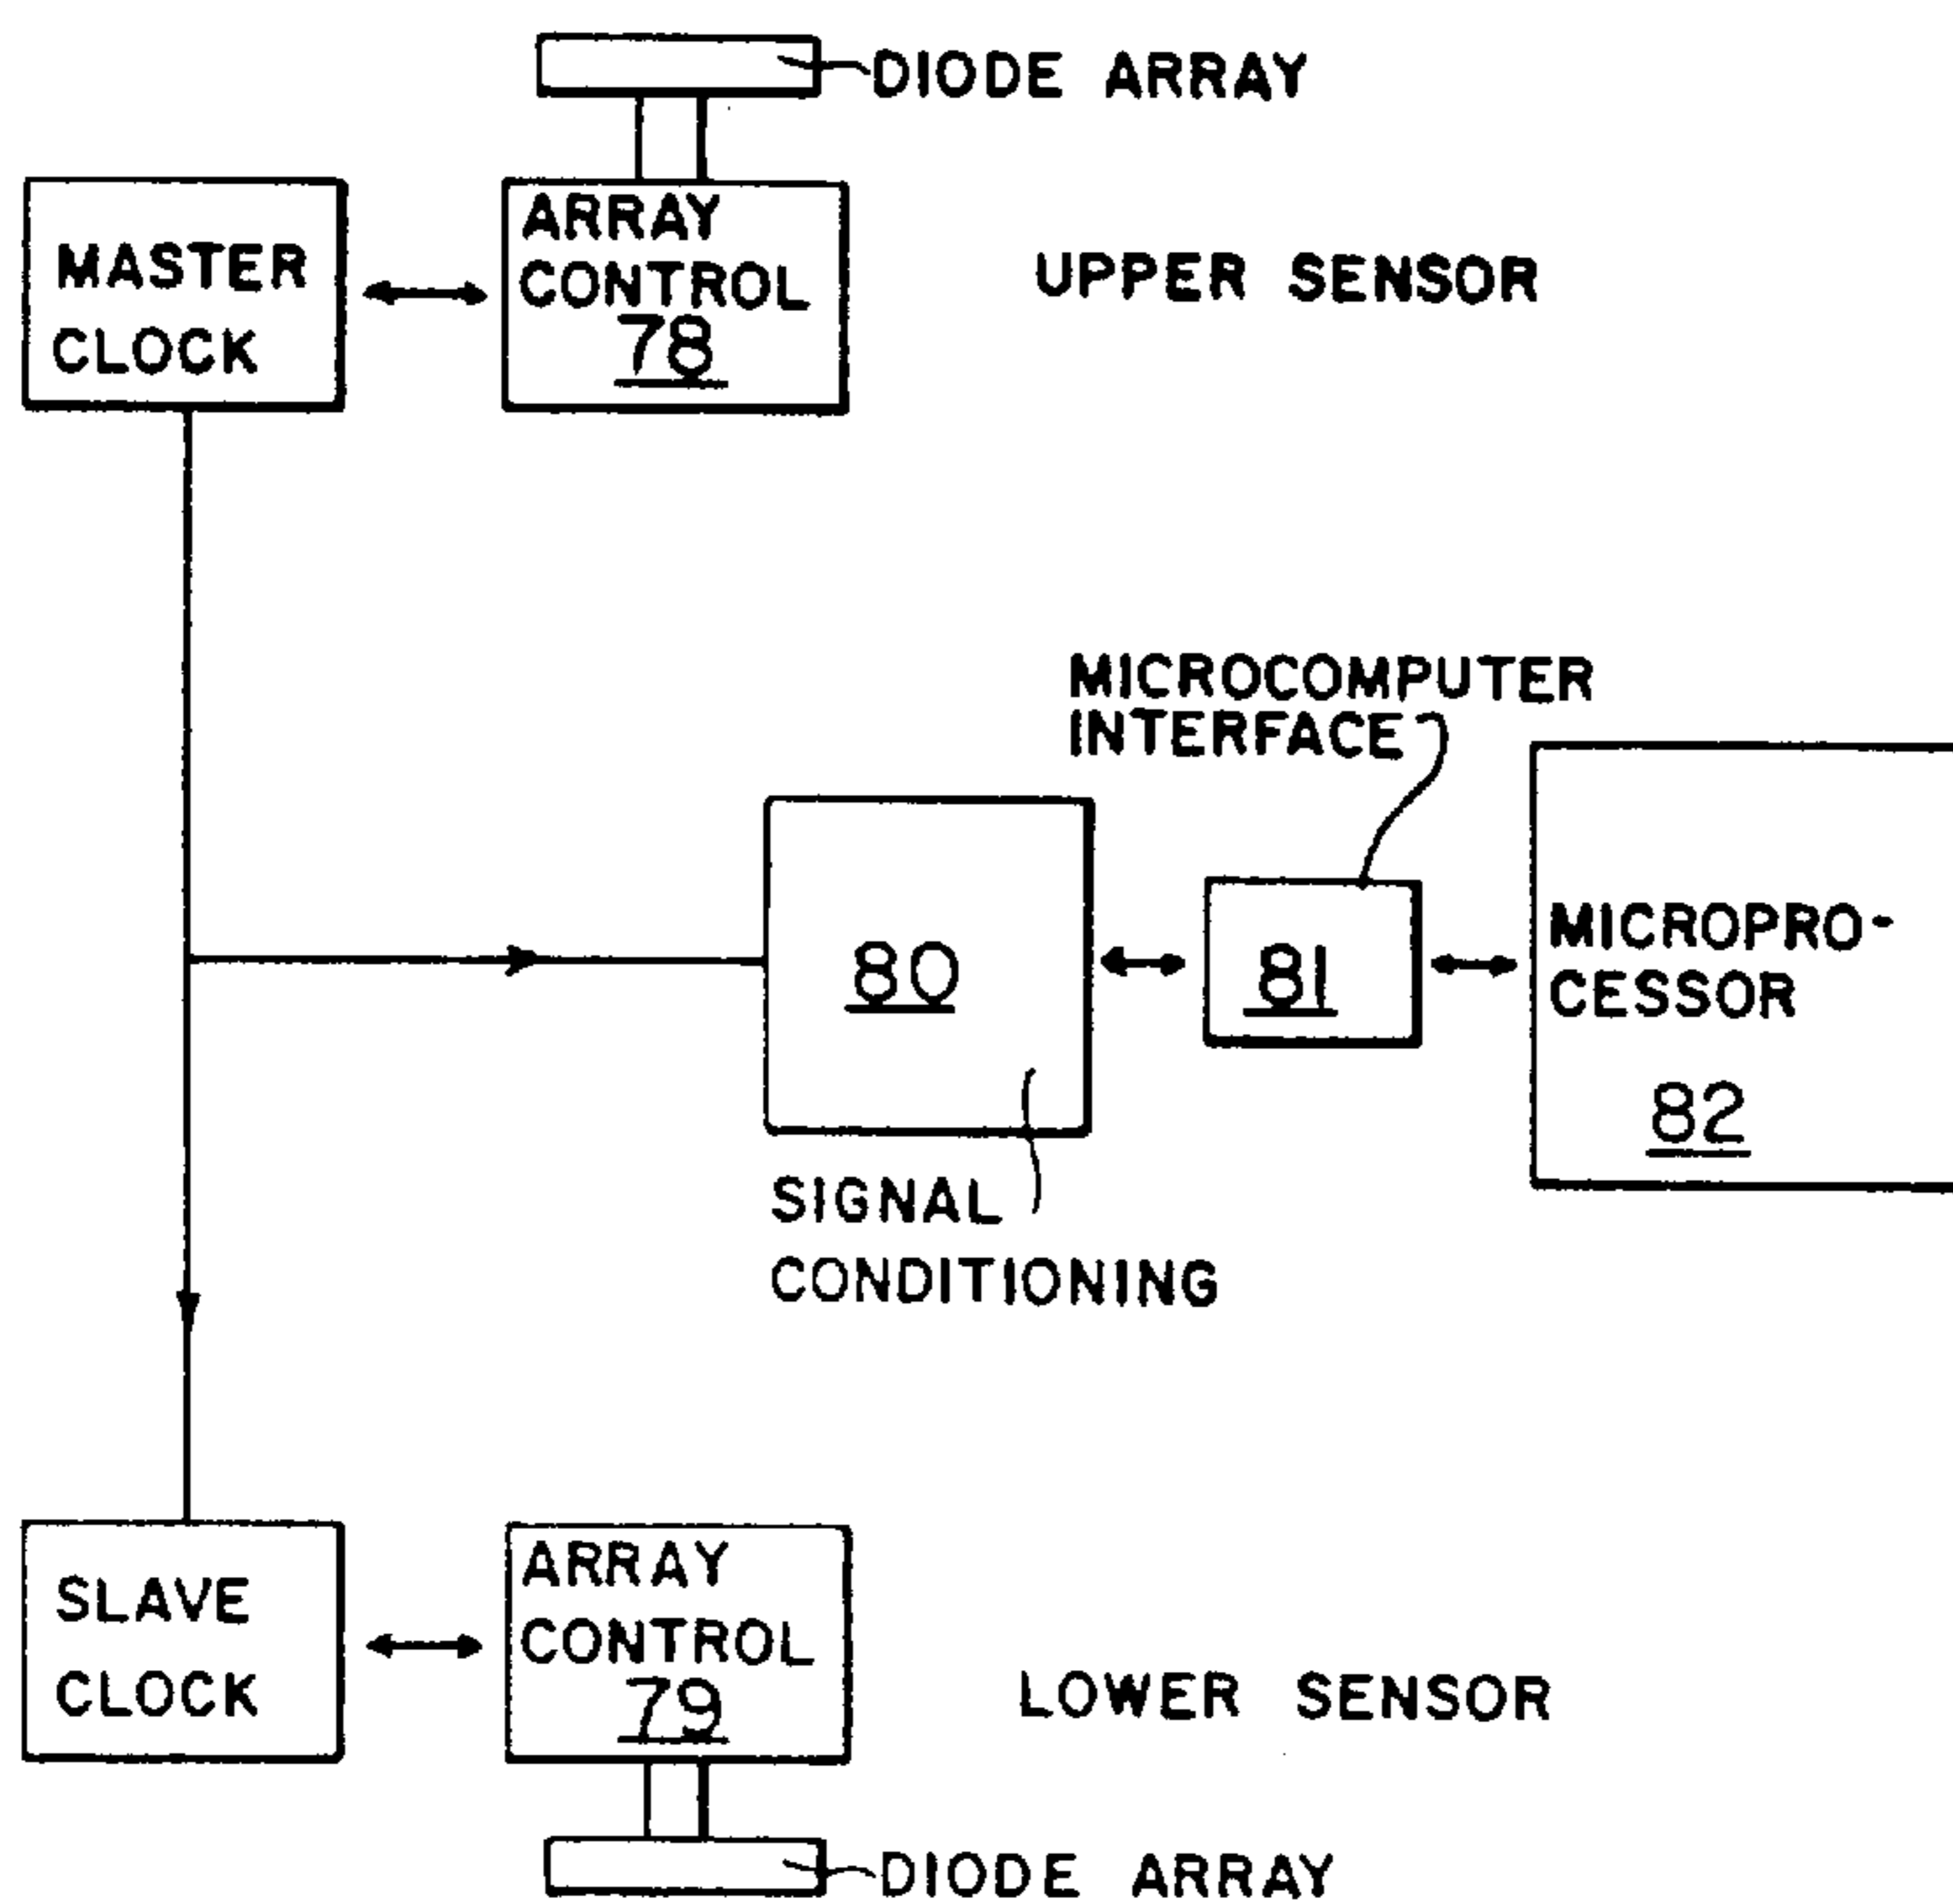 DIODE ARRAY
MASTER
CLOCK
ARRAY
CONTROL
78
UPPER SENSOR
MICROCOMPUTER
INTERFACE
80
81
MICROPRO-
CESSOR
82
SIGNAL
CONDITIONING
SLAVE
CLOCK
ARRAY
CONTROL
79
LOWER SENSOR
DIODE ARRAY